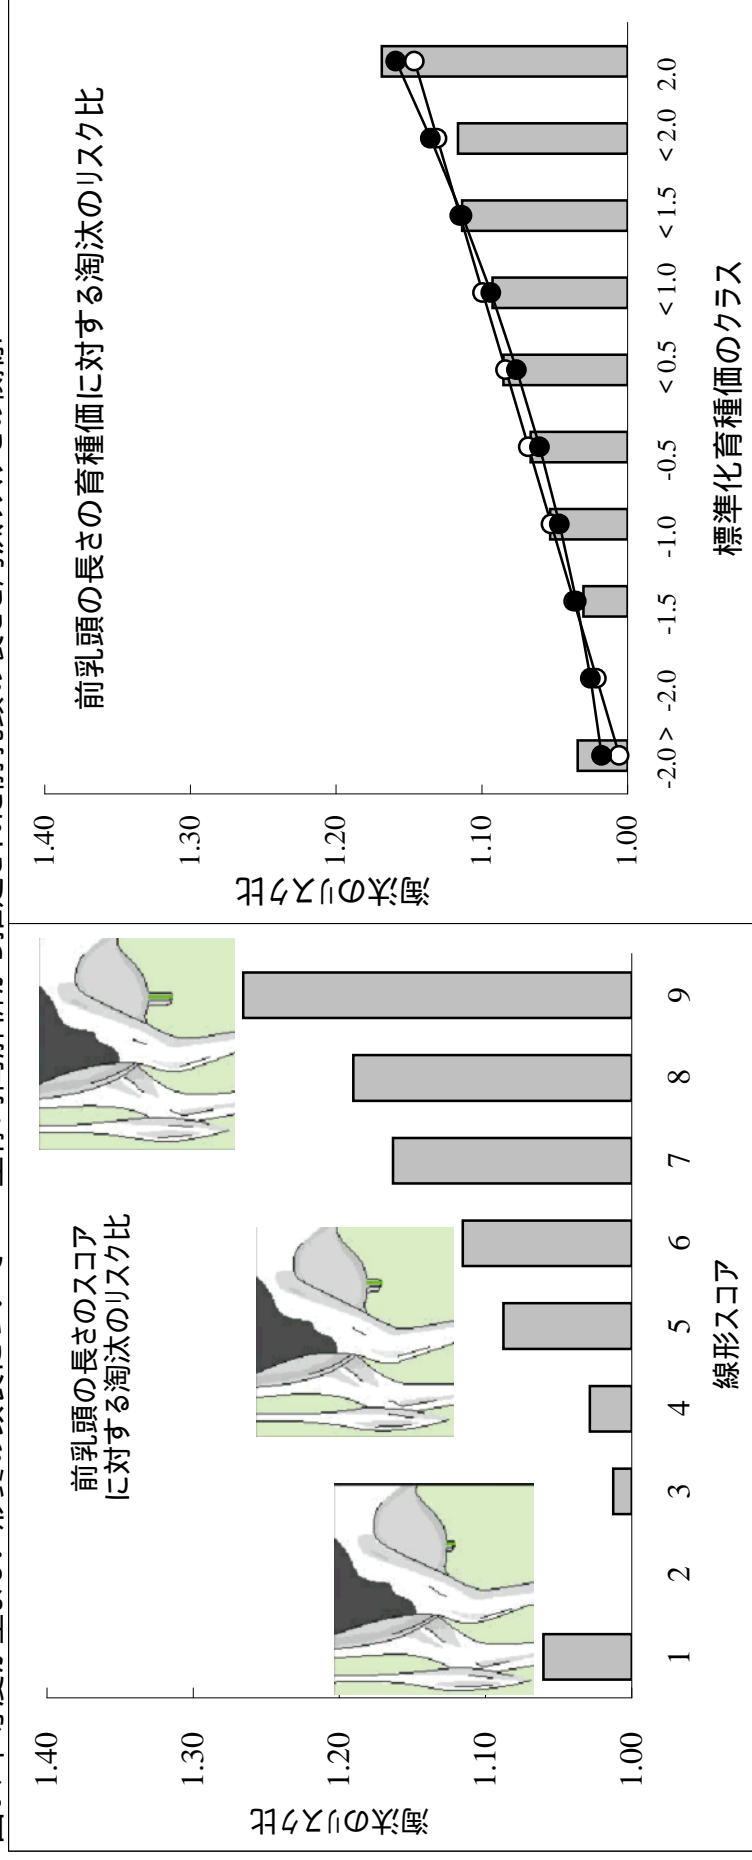 前乳頭の長さのスコア
に対する淘汰のリスク比
淘汰のリスク比
1.40
1.30
1.20
1.10
1.00
1 2 3 4 5 6 7 8 9
線形スコア
前乳頭の長さの育種価に対する淘汰のリスク比
淘汰のリスク比
1.40
1.30
1.20
1.10
1.00
-2.0 > -2.0 -1.5 -1.0 -0.5 < 0.5 < 1.0 < 1.5 < 2.0 2.0
標準化育種価のクラス